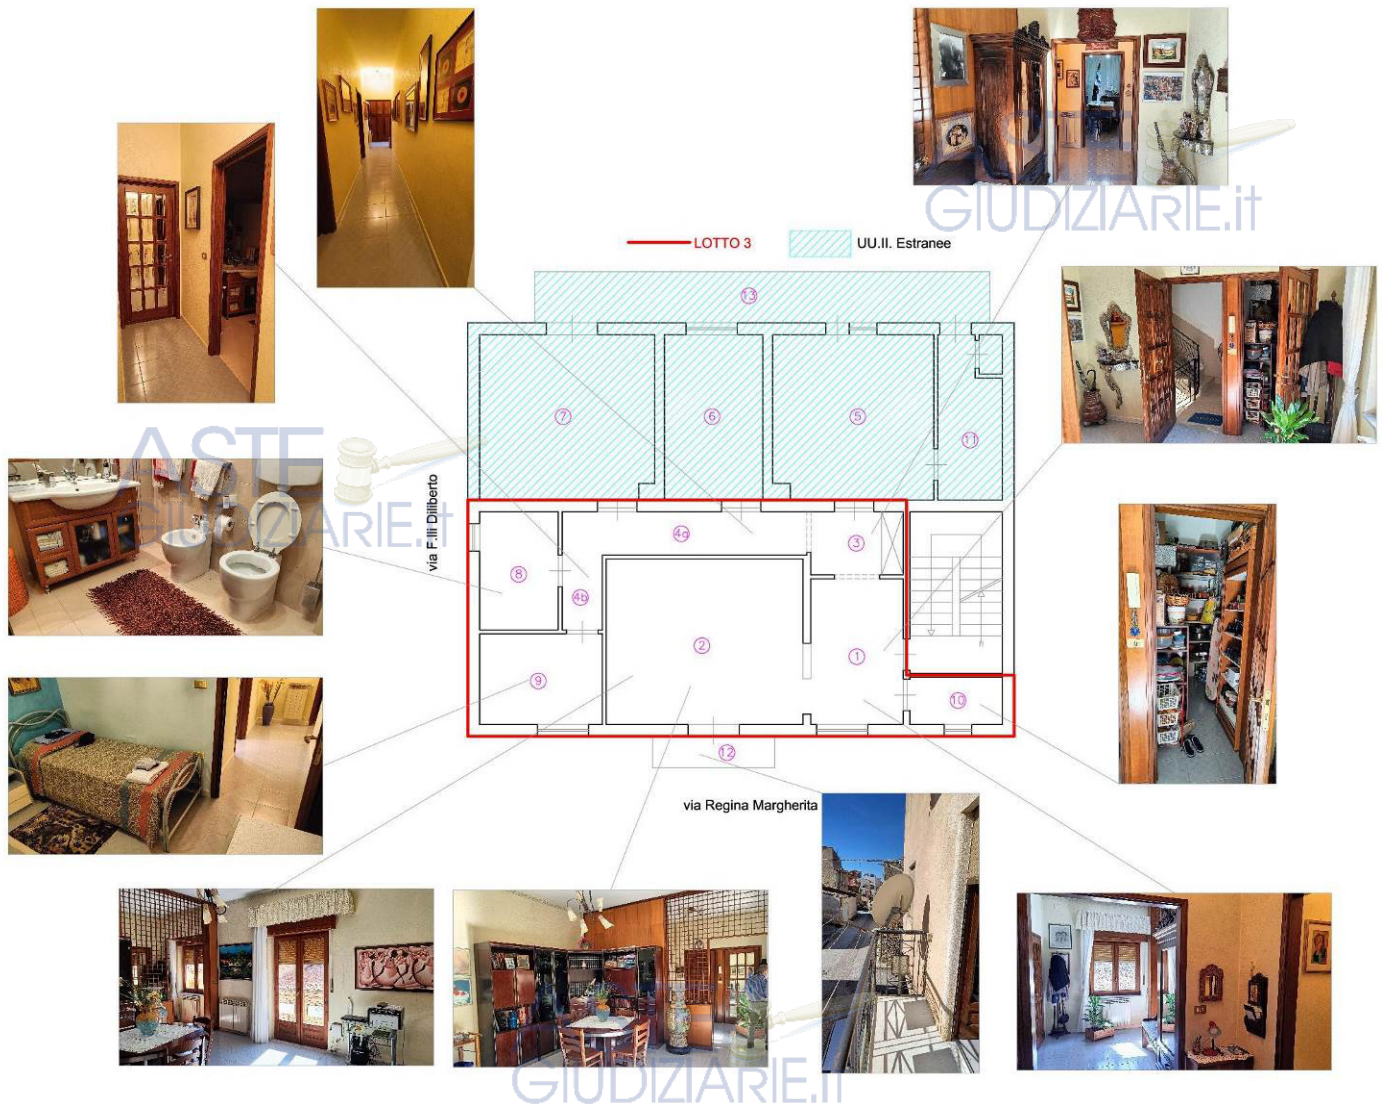 GIUDIZIARIE.it
LOTTO 3
UU.II. Estranee
13
7
6
5
11
ASTE
GIUDIZIARIE.it
via F.lli Diliberto
4a
3
8
4b
2
1
9
10
12
via Regina Margherita
GIUDIZIARIE.it